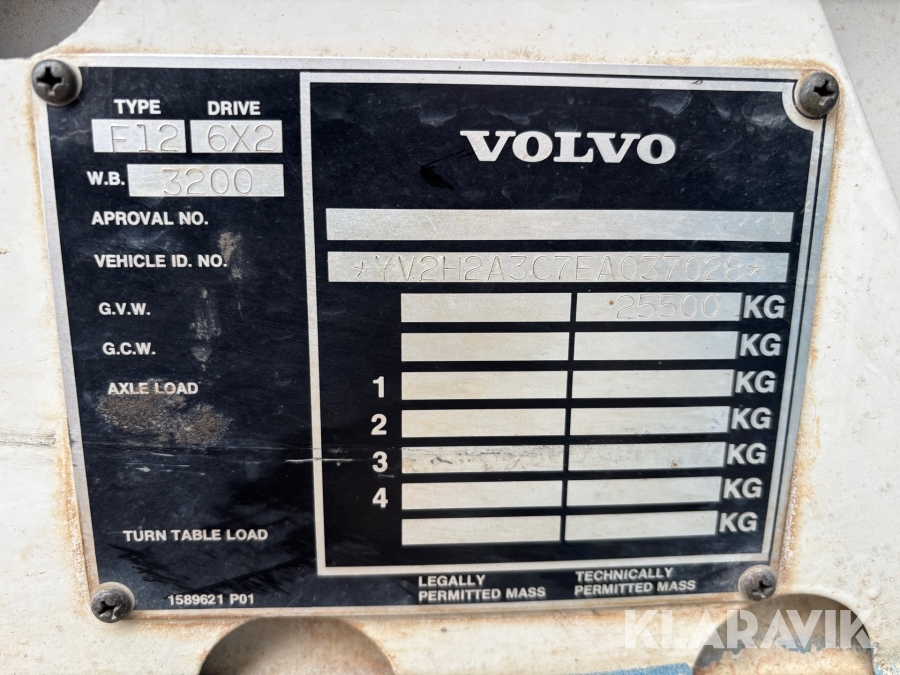 TYPE DRIVE
F12 6X2
W.B. 3200
VOLVO
APROVAL NO.
VEHICLE ID. NO. *YV2H2A3C7FA037028*
G.V.W. 25500 KG
G.C.W. KG
AXLE LOAD 1 KG
2 KG
3 KG
4 KG
TURN TABLE LOAD KG
LEGALLY PERMITTED MASS
TECHNICALLY PERMITTED MASS
1589621 P01
KLARAVIK